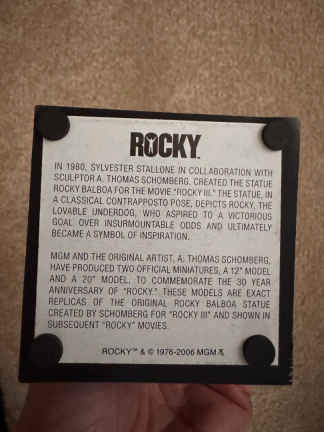 ROCKY™
IN 1980, SYLVESTER STALLONE IN COLLABORATION WITH
SCULPTOR A. THOMAS SCHOMBERG, CREATED THE STATUE
ROCKY BALBOA FOR THE MOVIE "ROCKY III." THE STATUE, IN
A CLASSICAL CONTRAPPOSTO POSE, DEPICTS ROCKY, THE
LOVABLE UNDERDOG, WHO ASPIRED TO A VICTORIOUS
GOAL OVER INSURMOUNTABLE ODDS AND ULTIMATELY
BECAME A SYMBOL OF INSPIRATION.
MGM AND THE ORIGINAL ARTIST, A. THOMAS SCHOMBERG,
HAVE PRODUCED TWO OFFICIAL MINIATURES, A 12" MODEL
AND A 20" MODEL, TO COMMEMORATE THE 30 YEAR
ANNIVERSARY OF "ROCKY." THESE MODELS ARE EXACT
REPLICAS OF THE ORIGINAL ROCKY BALBOA STATUE
CREATED BY SCHOMBERG FOR "ROCKY III" AND SHOWN IN
SUBSEQUENT "ROCKY" MOVIES.
ROCKY™ & © 1976-2006 MGM